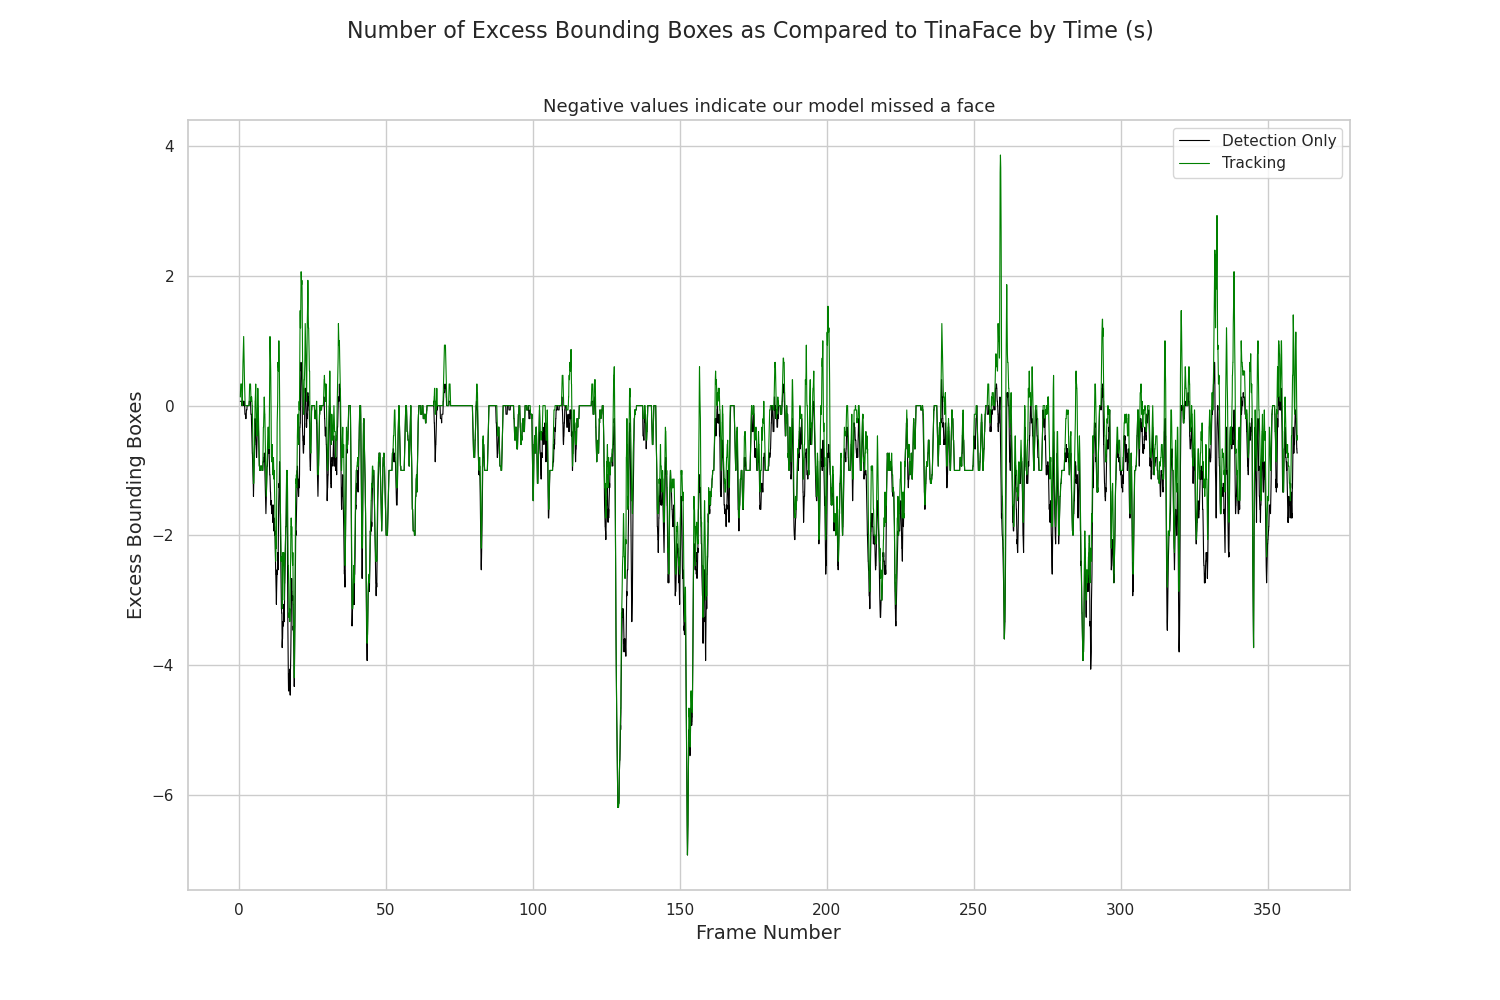 Number of Excess Bounding Boxes as Compared to TinaFace by Time (s)
Negative values indicate our model missed a face
Detection Only
Tracking
Excess Bounding Boxes
4
2
0
−2
−4
−6
0 50 100 150 200 250 300 350
Frame Number